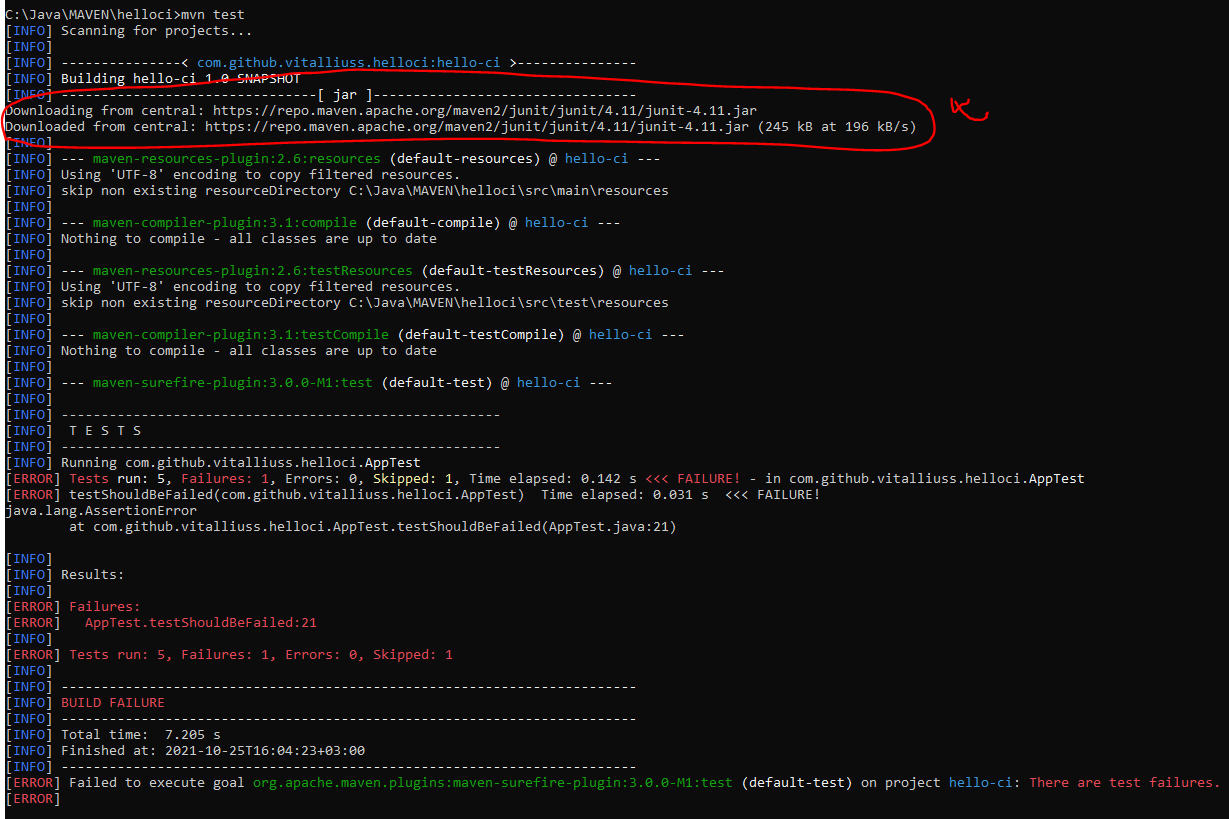 C:\Java\MAVEN\helloci>mvn test
[INFO] Scanning for projects...
[INFO]
[INFO] ---------------< com.github.vitalliuss.helloci:hello-ci >---------------
[INFO] Building hello-ci 1.0 SNAPSHOT
[INFO] --------------------------------[ jar ]---------------------------------
Downloading from central: https://repo.maven.apache.org/maven2/junit/junit/4.11/junit-4.11.jar
Downloaded from central: https://repo.maven.apache.org/maven2/junit/junit/4.11/junit-4.11.jar (245 kB at 196 kB/s)
[INFO]
[INFO] --- maven-resources-plugin:2.6:resources (default-resources) @ hello-ci ---
[INFO] Using 'UTF-8' encoding to copy filtered resources.
[INFO] skip non existing resourceDirectory C:\Java\MAVEN\helloci\src\main\resources
[INFO]
[INFO] --- maven-compiler-plugin:3.1:compile (default-compile) @ hello-ci ---
[INFO] Nothing to compile - all classes are up to date
[INFO]
[INFO] --- maven-resources-plugin:2.6:testResources (default-testResources) @ hello-ci ---
[INFO] Using 'UTF-8' encoding to copy filtered resources.
[INFO] skip non existing resourceDirectory C:\Java\MAVEN\helloci\src\test\resources
[INFO]
[INFO] --- maven-compiler-plugin:3.1:testCompile (default-testCompile) @ hello-ci ---
[INFO] Nothing to compile - all classes are up to date
[INFO]
[INFO] --- maven-surefire-plugin:3.0.0-M1:test (default-test) @ hello-ci ---
[INFO]
[INFO] -------------------------------------------------------
[INFO]  T E S T S
[INFO] -------------------------------------------------------
[INFO] Running com.github.vitalliuss.helloci.AppTest
[ERROR] Tests run: 5, Failures: 1, Errors: 0, Skipped: 1, Time elapsed: 0.142 s <<< FAILURE! - in com.github.vitalliuss.helloci.AppTest
[ERROR] testShouldBeFailed(com.github.vitalliuss.helloci.AppTest)  Time elapsed: 0.031 s  <<< FAILURE!
java.lang.AssertionError
        at com.github.vitalliuss.helloci.AppTest.testShouldBeFailed(AppTest.java:21)
[INFO]
[INFO] Results:
[INFO]
[ERROR] Failures:
[ERROR]   AppTest.testShouldBeFailed:21
[INFO]
[ERROR] Tests run: 5, Failures: 1, Errors: 0, Skipped: 1
[INFO]
[INFO] ------------------------------------------------------------------------
[INFO] BUILD FAILURE
[INFO] ------------------------------------------------------------------------
[INFO] Total time:  7.205 s
[INFO] Finished at: 2021-10-25T16:04:23+03:00
[INFO] ------------------------------------------------------------------------
[ERROR] Failed to execute goal org.apache.maven.plugins:maven-surefire-plugin:3.0.0-M1:test (default-test) on project hello-ci: There are test failures.
[ERROR]